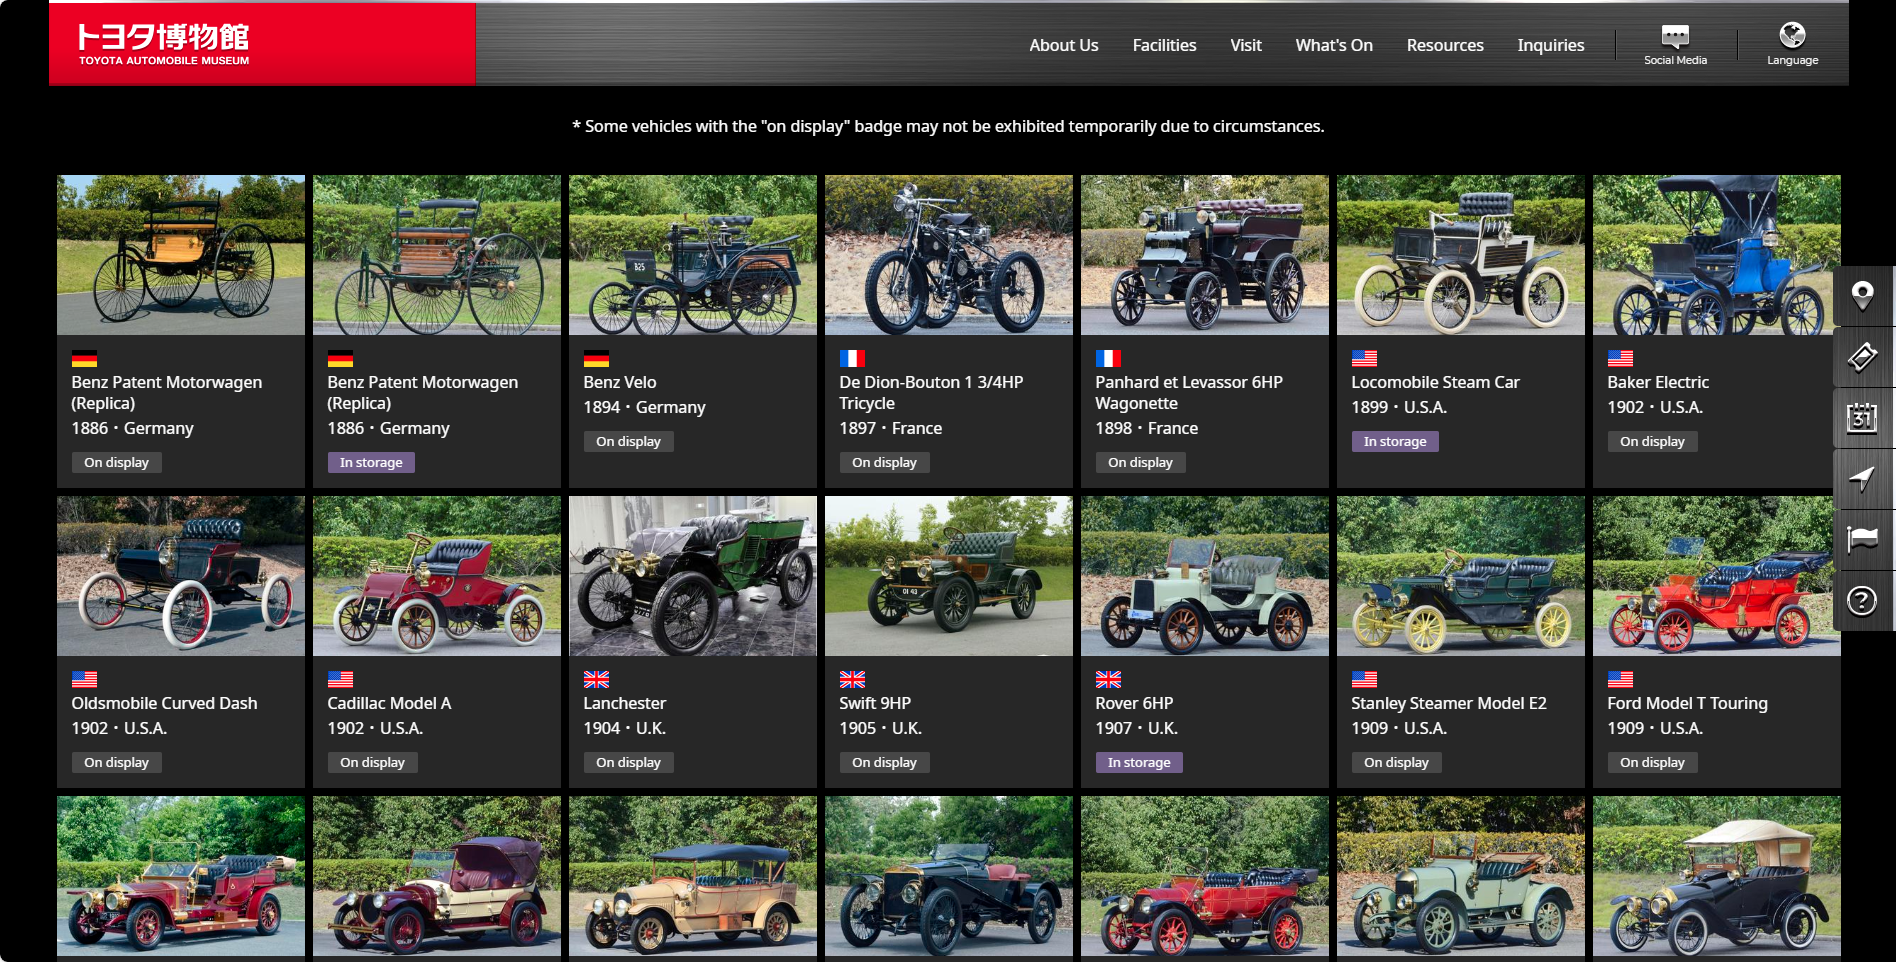 トヨタ博物館
TOYOTA AUTOMOBILE MUSEUM
About Us
Facilities
Visit
What's On
Resources
Inquiries
Social Media
Language
* Some vehicles with the "on display" badge may not be exhibited temporarily due to circumstances.
Benz Patent Motorwagen
(Replica)
1886・Germany
On display
Benz Patent Motorwagen
(Replica)
1886・Germany
In storage
Benz Velo
1894・Germany
On display
De Dion-Bouton 1 3/4HP
Tricycle
1897・France
On display
Panhard et Levassor 6HP
Wagonette
1898・France
On display
Locomobile Steam Car
1899・U.S.A.
In storage
Baker Electric
1902・U.S.A.
On display
31
Oldsmobile Curved Dash
1902・U.S.A.
On display
Cadillac Model A
1902・U.S.A.
On display
Lanchester
1904・U.K.
On display
Swift 9HP
1905・U.K.
On display
Rover 6HP
1907・U.K.
In storage
Stanley Steamer Model E2
1909・U.S.A.
On display
Ford Model T Touring
1909・U.S.A.
On display